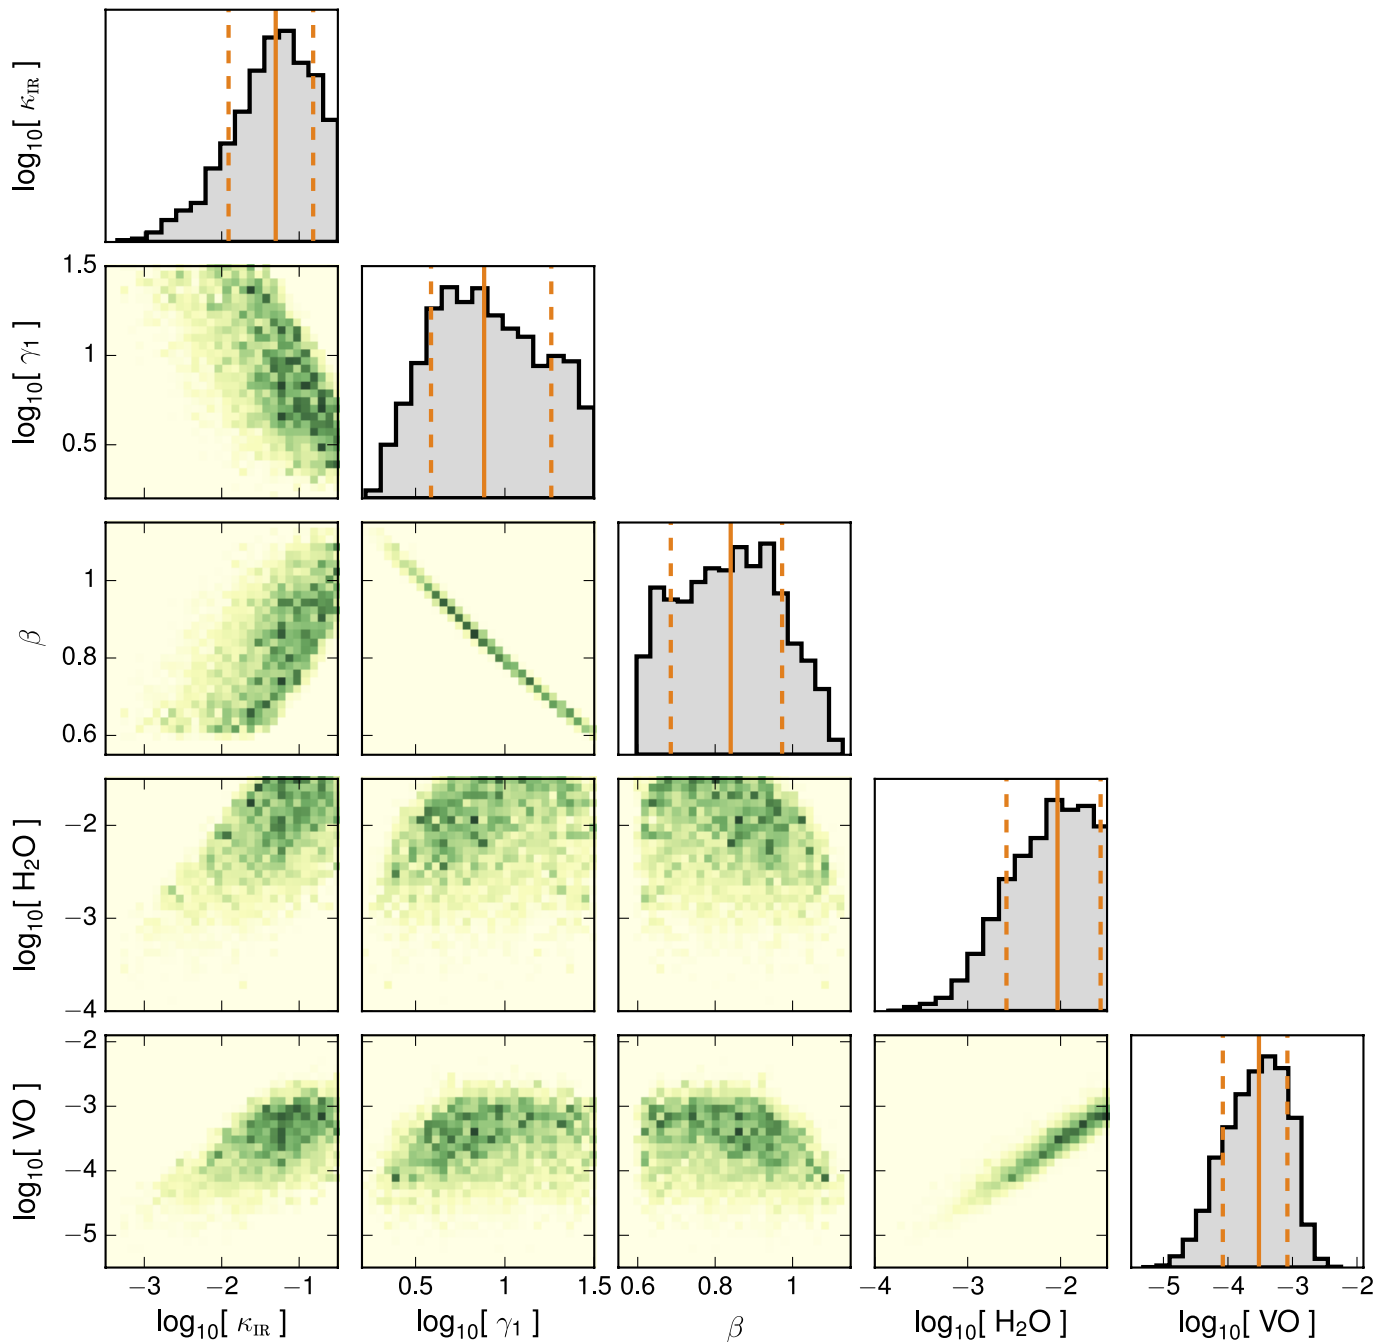 log₁₀[ κ_IR ]
1.5
1
0.5
log₁₀[ γ₁ ]
1
0.8
0.6
β
−2
−3
−4
log₁₀[ H₂O ]
−2
−3
−4
−5
log₁₀[ VO ]
−3 −2 −1 0.5 1 1.5 0.6 0.8 1 −4 −3 −2 −5 −4 −3 −2
log₁₀[ κ_IR ] log₁₀[ γ₁ ] β log₁₀[ H₂O ] log₁₀[ VO ]